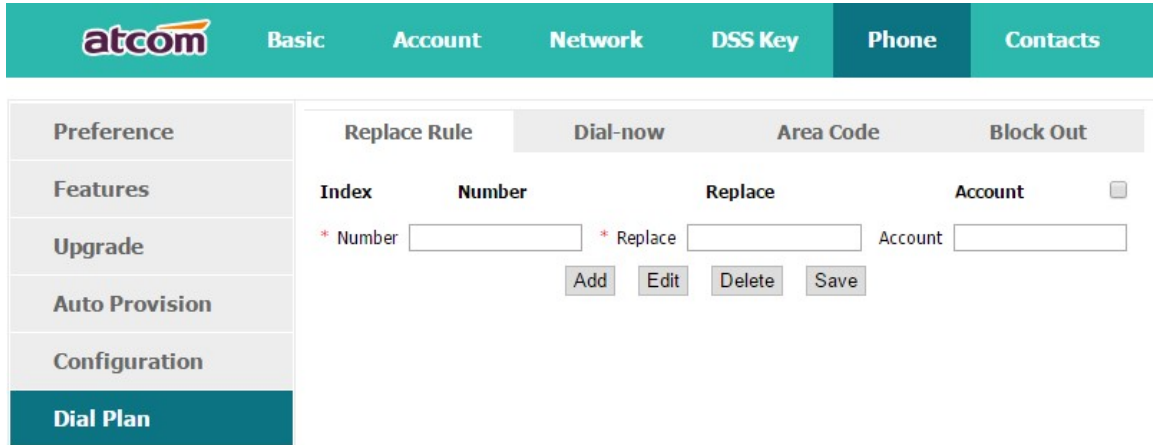 atcom Basic Account Network DSS Key Phone Contacts
Preference
Features
Upgrade
Auto Provision
Configuration
Dial Plan
Replace Rule Dial-now Area Code Block Out
Index Number Replace Account
* Number * Replace Account
Add Edit Delete Save